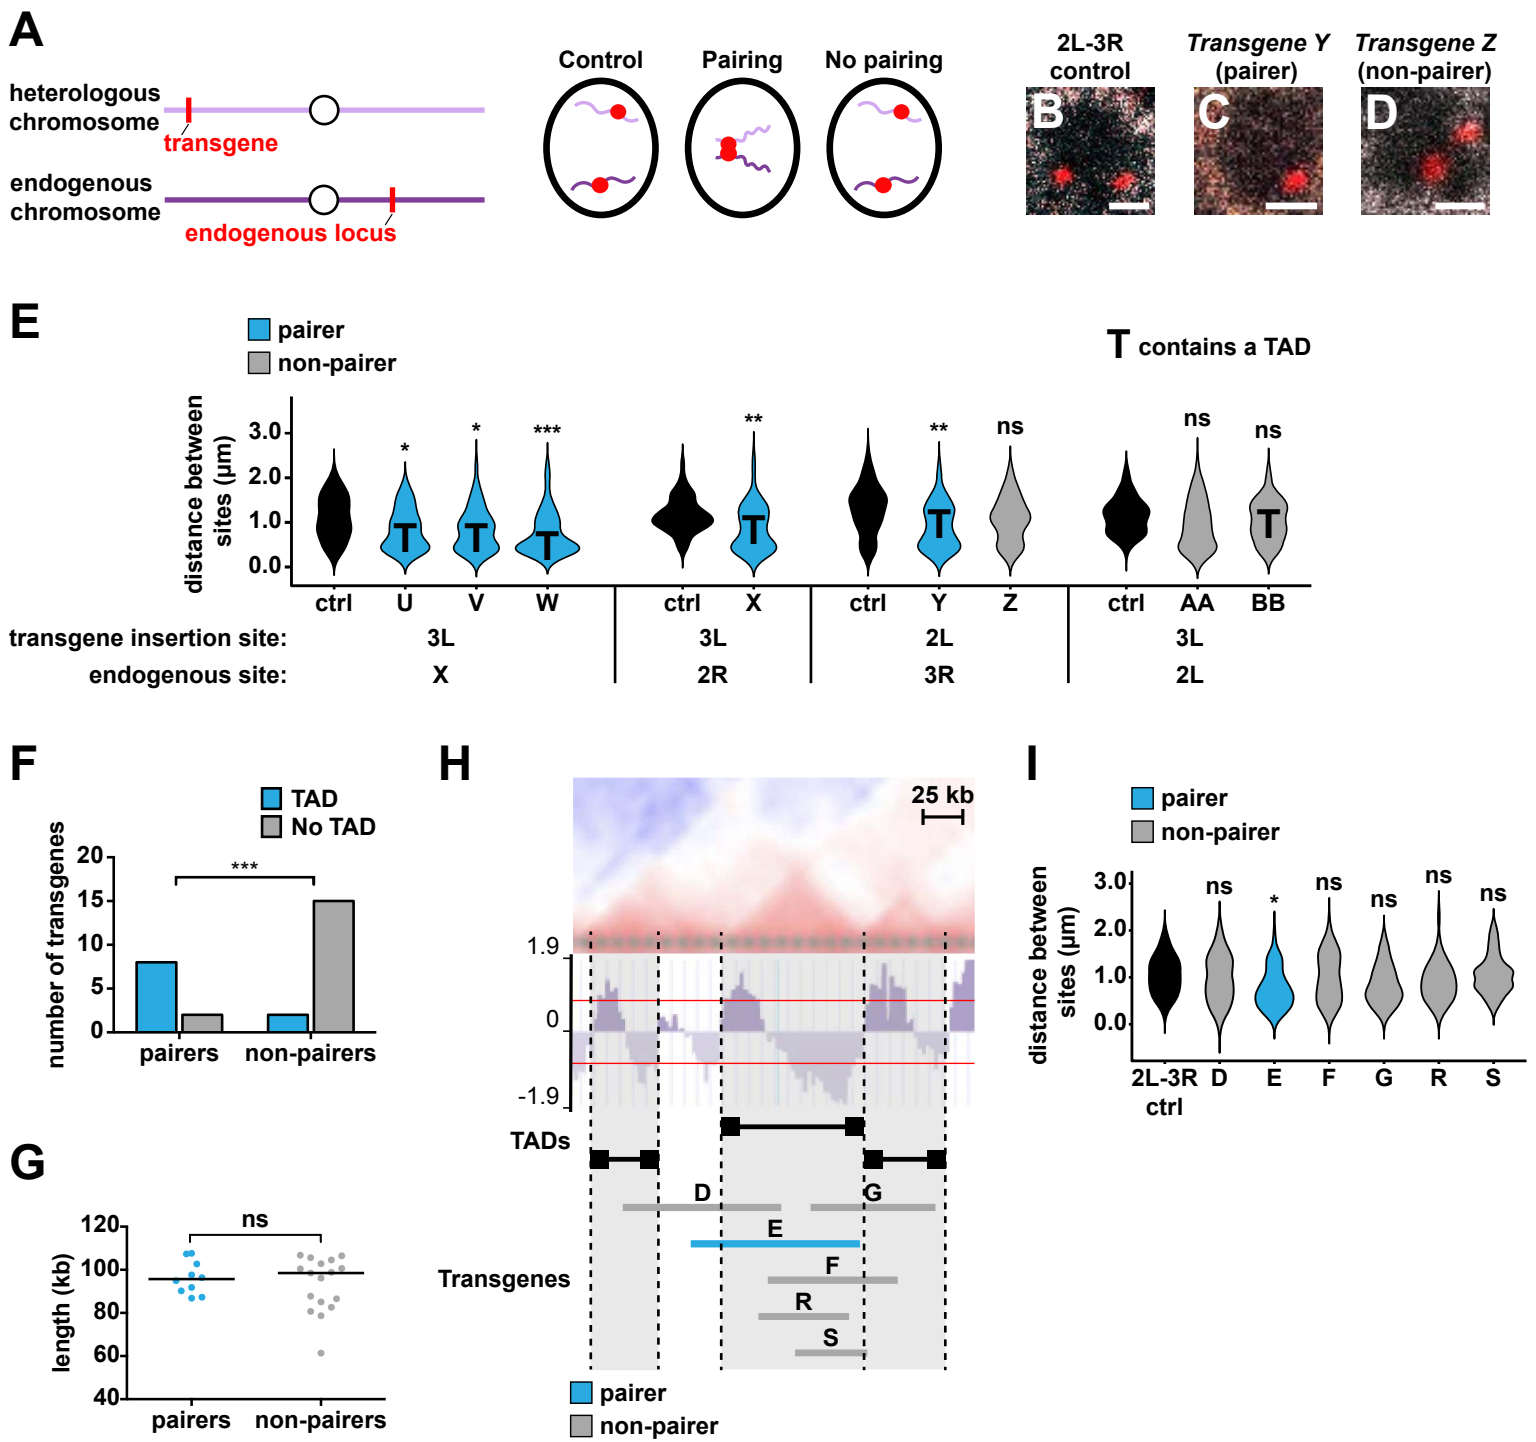 A
heterologous
chromosome
transgene
endogenous
chromosome
endogenous locus
Control
Pairing
No pairing
2L-3R
control
Transgene Y
(pairer)
Transgene Z
(non-pairer)
B
C
D
E
pairer
non-pairer
T contains a TAD
distance between
sites (µm)
3.0
2.0
1.0
0.0
*
*
***
**
**
ns
ns
ns
T
T
T
T
T
T
ctrl
U
V
W
ctrl
X
ctrl
Y
Z
ctrl
AA
BB
transgene insertion site:
3L
3L
2L
3L
endogenous site:
X
2R
3R
2L
F
TAD
No TAD
number of transgenes
20
15
10
5
0
***
pairers
non-pairers
G
length (kb)
120
100
80
60
40
ns
pairers
non-pairers
H
25 kb
1.9
0
-1.9
TADs
D
G
E
Transgenes
F
R
S
pairer
non-pairer
I
pairer
non-pairer
distance between
sites (µm)
3.0
2.0
1.0
0.0
ns
*
ns
ns
ns
ns
2L-3R
ctrl
D
E
F
G
R
S